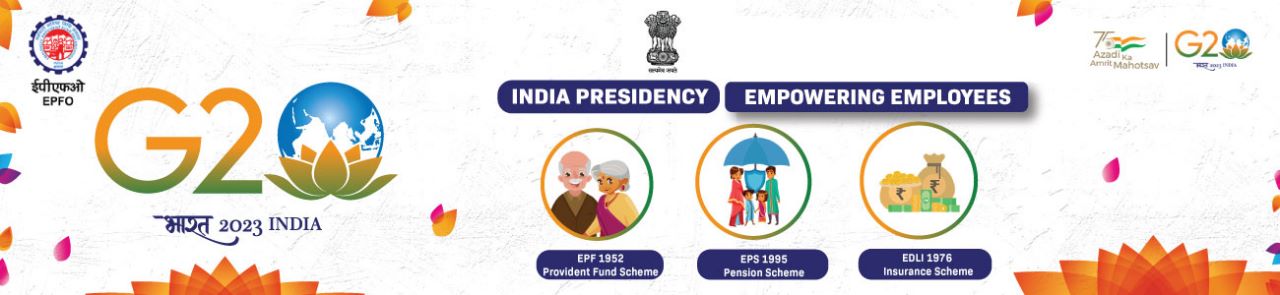 ईपीएफओ
EPFO
G20
भारत 2023 INDIA
सत्यमेव जयते
INDIA PRESIDENCY
EMPOWERING EMPLOYEES
EPF 1952
Provident Fund Scheme
EPS 1995
Pension Scheme
EDLI 1976
Insurance Scheme
75
Azadi Ka
Amrit Mahotsav
G20
भारत 2023 INDIA